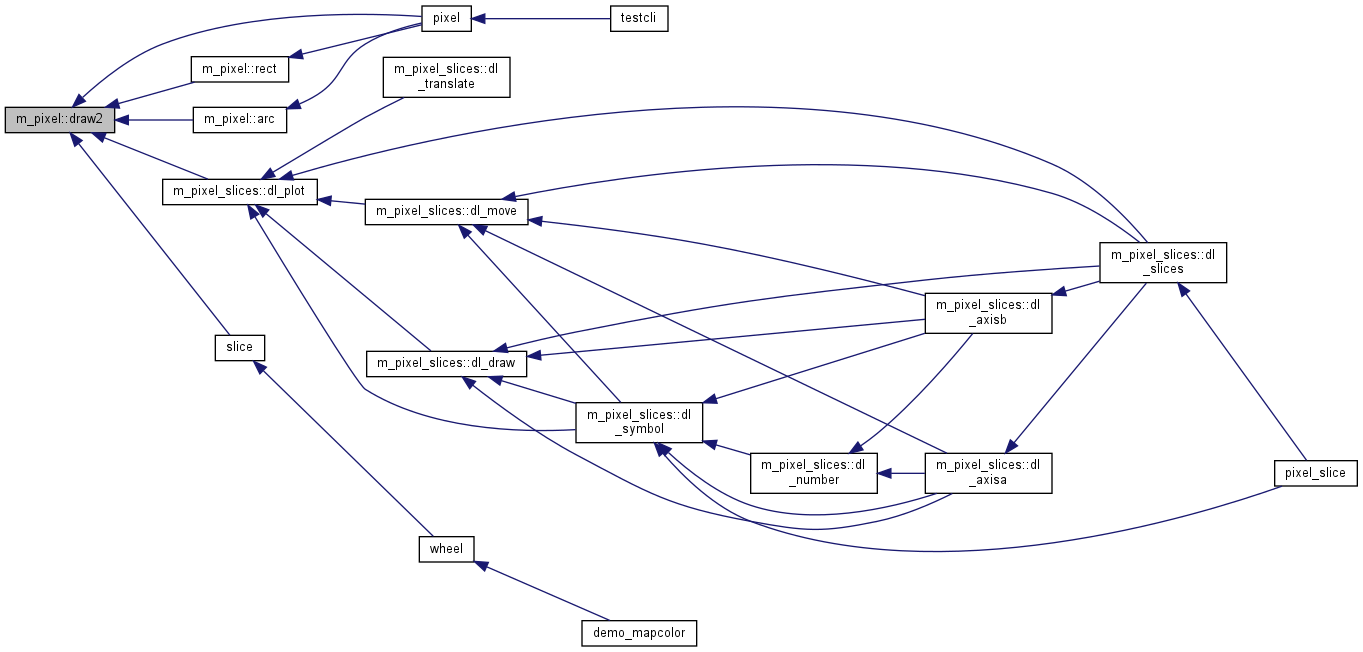 pixel
testcli
m_pixel::rect
m_pixel_slices::dl
_translate
m_pixel::draw2
m_pixel::arc
m_pixel_slices::dl_plot
m_pixel_slices::dl_move
m_pixel_slices::dl
_slices
m_pixel_slices::dl
_axisb
slice
m_pixel_slices::dl_draw
m_pixel_slices::dl
_symbol
m_pixel_slices::dl
_number
m_pixel_slices::dl
_axisa
pixel_slice
wheel
demo_mapcolor